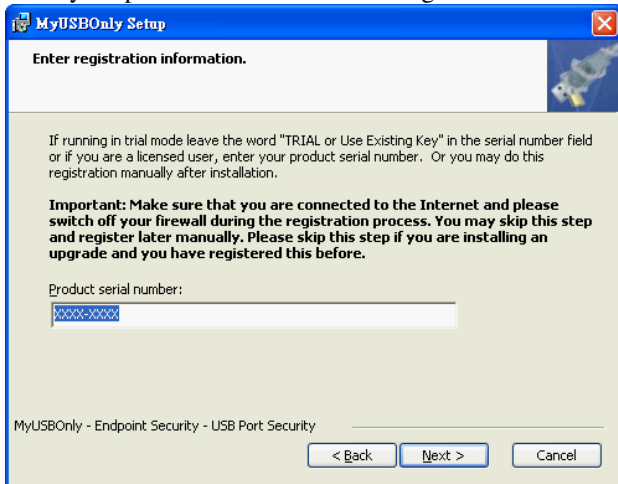 MyUSBOnly Setup
Enter registration information.
If running in trial mode leave the word "TRIAL or Use Existing Key" in the serial number field
or if you are a licensed user, enter your product serial number. Or you may do this
registration manually after installation.
Important: Make sure that you are connected to the Internet and please
switch off your firewall during the registration process. You may skip this step
and register later manually. Please skip this step if you are installing an
upgrade and you have registered this before.
Product serial number:
XXXX-XXXX
MyUSBOnly - Endpoint Security - USB Port Security
< Back Next > Cancel